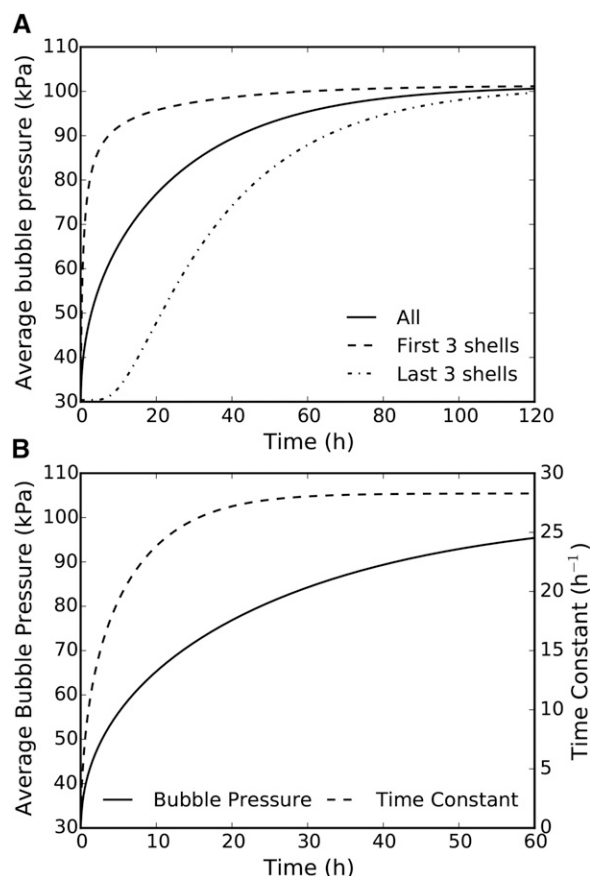 A
110
100
90
80
70
60
50
40
30
Average bubble pressure (kPa)
All
First 3 shells
Last 3 shells
0 20 40 60 80 100 120
Time (h)
B
110
100
90
80
70
60
50
40
30
Average Bubble Pressure (kPa)
30
25
20
15
10
5
0
Time Constant (h⁻¹)
Bubble Pressure Time Constant
0 10 20 30 40 50 60
Time (h)